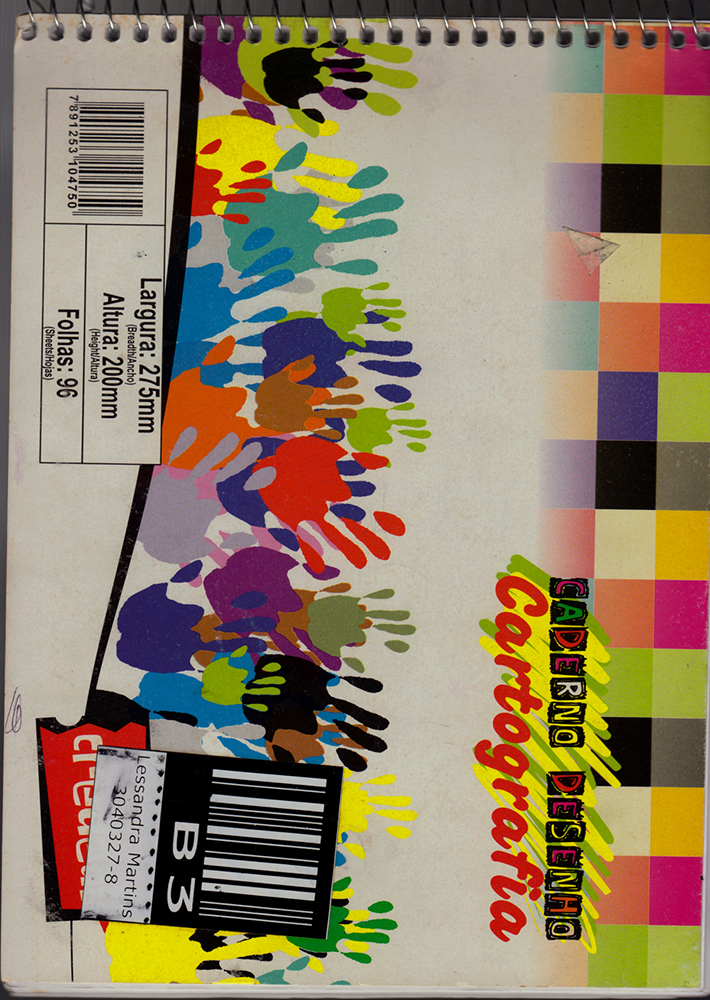 CADERNO DESENHO
Cartografia
7 891253 104750
Largura: 275mm
(Breadth/Ancho)
Altura: 200mm
(Height/Altura)
Folhas: 96
(Sheets/Hojas)
B3
Lessandra Martins
3040327-8